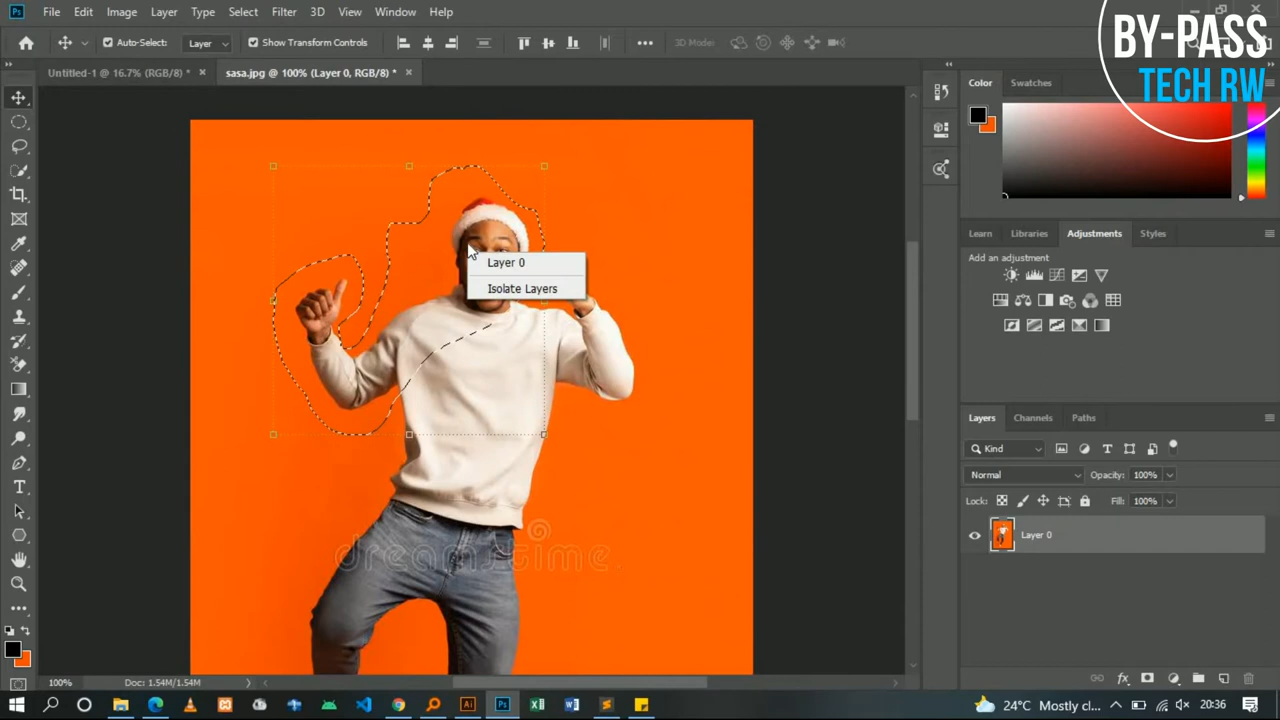 File Edit Image Layer Type Select Filter 3D View Window Help
Auto-Select: Layer Show Transform Controls 3D Mode:
BY-PASS
TECH RW
Untitled-1 @ 16.7% (RGB/8) * × sasa.jpg @ 100% (Layer 0, RGB/8) * ×
Color Swatches
Layer 0
Isolate Layers
Learn Libraries Adjustments Styles
Add an adjustment
Layers Channels Paths
Kind
Normal Opacity: 100%
Lock: Fill: 100%
Layer 0
dreamstime
100% Doc: 1.54M/1.54M
24°C Mostly cl... 20:36